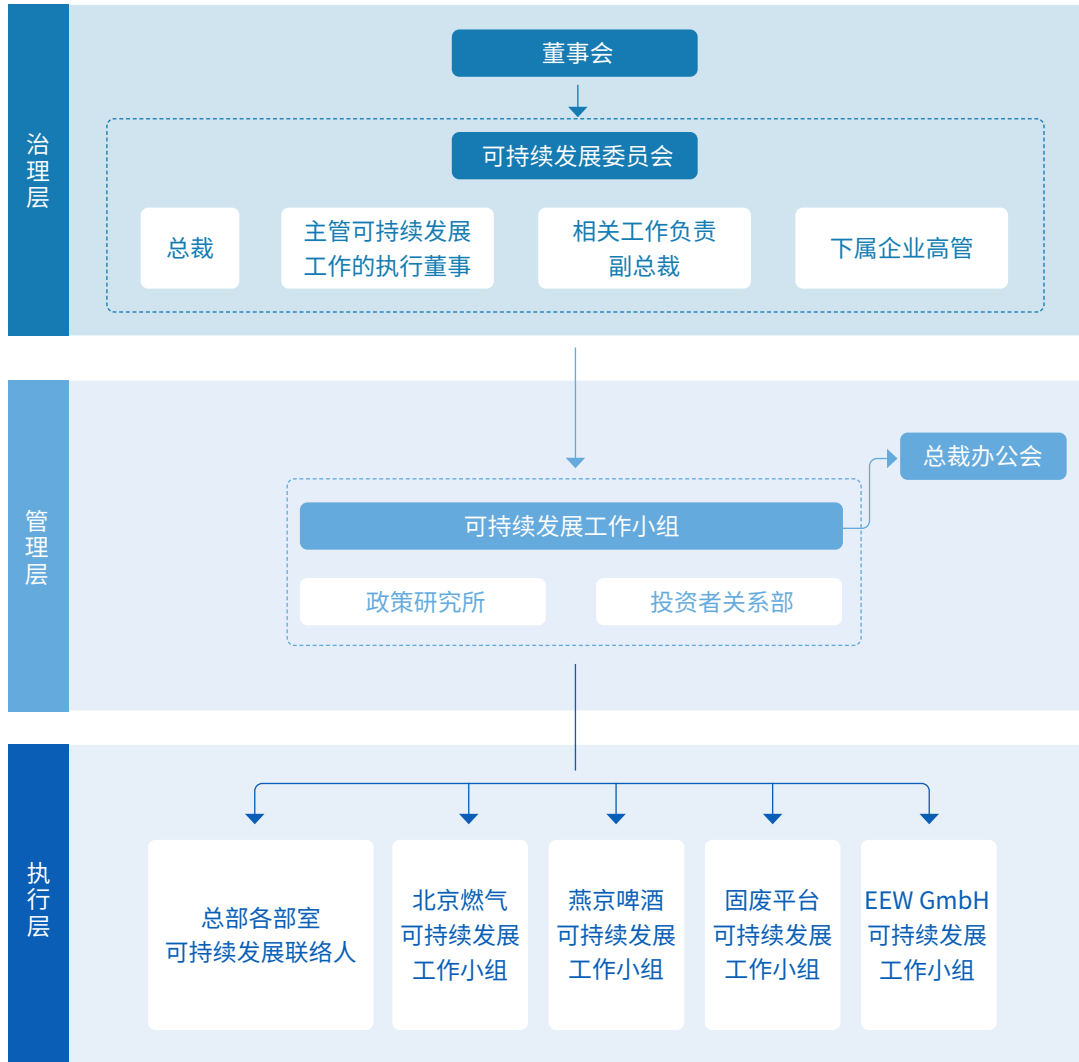 治理层
董事会
可持续发展委员会
总裁
主管可持续发展
工作的执行董事
相关工作负责
副总裁
下属企业高管
管理层
总裁办公会
可持续发展工作小组
政策研究所
投资者关系部
执行层
总部各部室
可持续发展联络人
北京燃气
可持续发展
工作小组
燕京啤酒
可持续发展
工作小组
固废平台
可持续发展
工作小组
EEW GmbH
可持续发展
工作小组